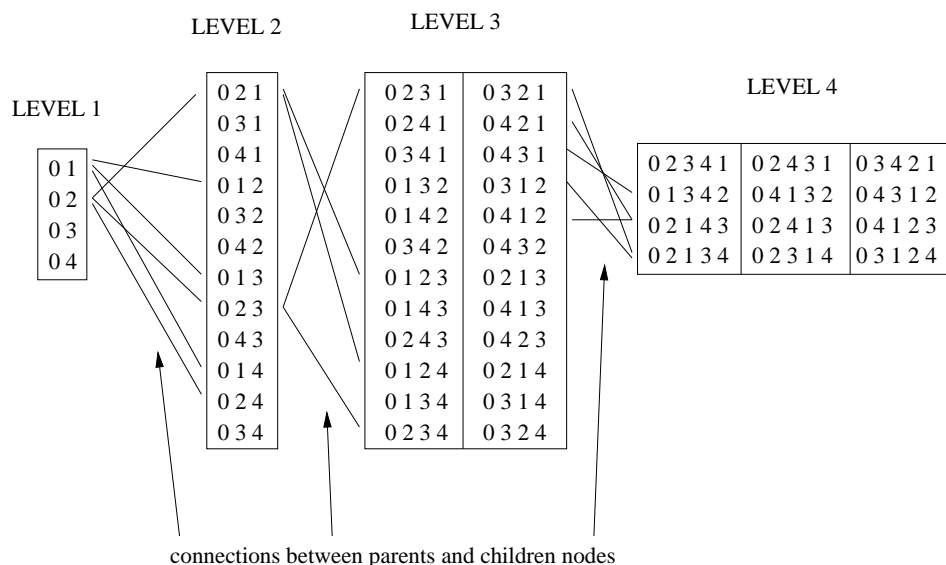 LEVEL 1
0 1
0 2
0 3
0 4
LEVEL 2
0 2 1
0 3 1
0 4 1
0 1 2
0 3 2
0 4 2
0 1 3
0 2 3
0 4 3
0 1 4
0 2 4
0 3 4
LEVEL 3
0 2 3 1 0 3 2 1
0 2 4 1 0 4 2 1
0 3 4 1 0 4 3 1
0 1 3 2 0 3 1 2
0 1 4 2 0 4 1 2
0 3 4 2 0 4 3 2
0 1 2 3 0 2 1 3
0 1 4 3 0 4 1 3
0 2 4 3 0 4 2 3
0 1 2 4 0 2 1 4
0 1 3 4 0 3 1 4
0 2 3 4 0 3 2 4
LEVEL 4
0 2 3 4 1 0 2 4 3 1 0 3 4 2 1
0 1 3 4 2 0 4 1 3 2 0 4 3 1 2
0 2 1 4 3 0 2 4 1 3 0 4 1 2 3
0 2 1 3 4 0 2 3 1 4 0 3 1 2 4
connections between parents and children nodes